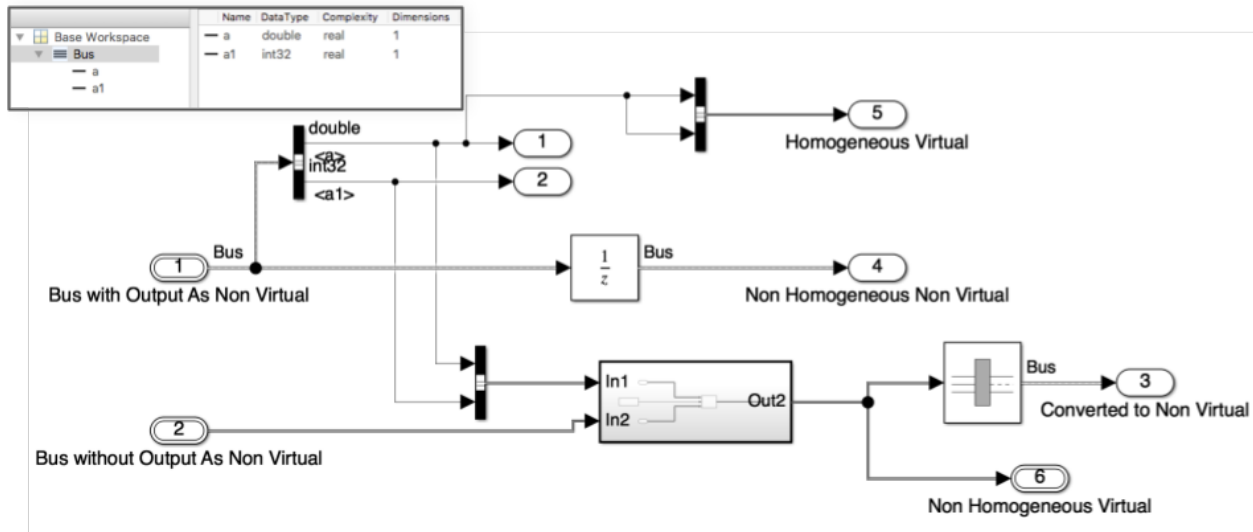 Name DataType Complexity Dimensions
Base Workspace
Bus
a
a1
a double real 1
a1 int32 real 1
double
<a>
int32
<a1>
1
2
5
Homogeneous Virtual
1
Bus
Bus with Output As Non Virtual
1
z
Bus
4
Non Homogeneous Non Virtual
2
Bus without Output As Non Virtual
In1
In2
Out2
Bus
3
Converted to Non Virtual
6
Non Homogeneous Virtual